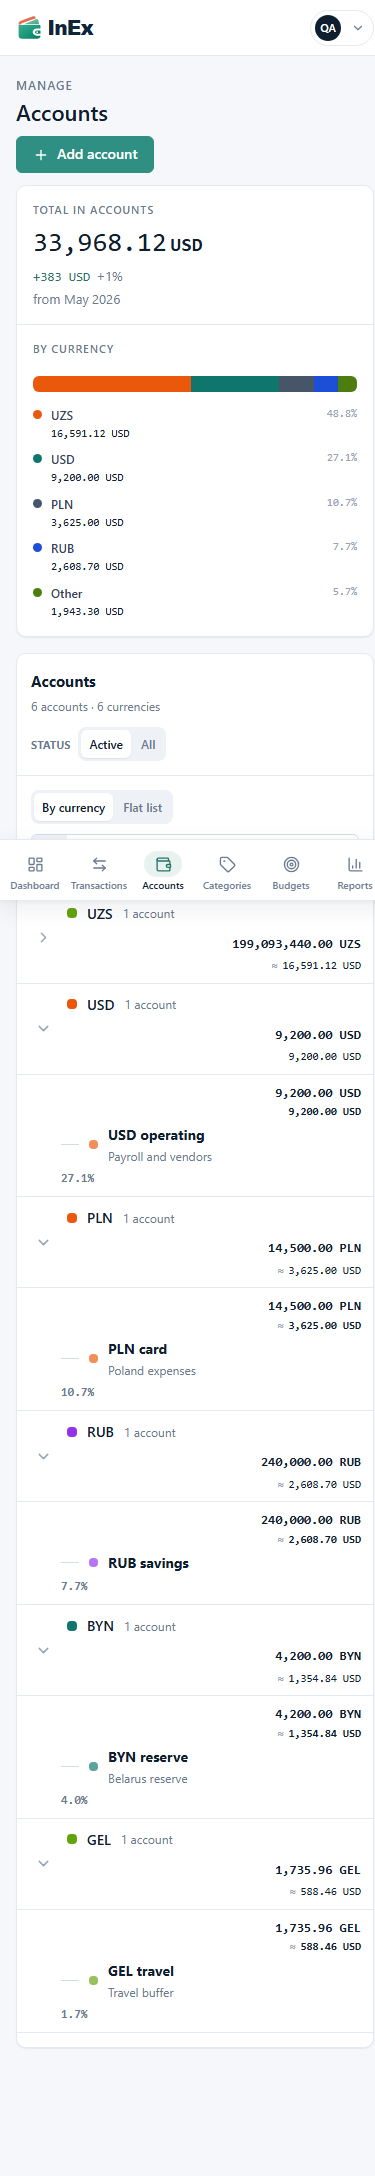 InEx
QA
MANAGE
Accounts
+ Add account
TOTAL IN ACCOUNTS
33,968.12 USD
+383 USD +1%
from May 2026
BY CURRENCY
UZS 48.8%
16,591.12 USD
USD 27.1%
9,200.00 USD
PLN 10.7%
3,625.00 USD
RUB 7.7%
2,608.70 USD
Other 5.7%
1,943.30 USD
Accounts
6 accounts · 6 currencies
STATUS Active All
By currency Flat list
Dashboard Transactions Accounts Categories Budgets Reports
UZS 1 account
199,093,440.00 UZS
≈ 16,591.12 USD
USD 1 account
9,200.00 USD
9,200.00 USD
9,200.00 USD
9,200.00 USD
USD operating
Payroll and vendors
27.1%
PLN 1 account
14,500.00 PLN
≈ 3,625.00 USD
14,500.00 PLN
≈ 3,625.00 USD
PLN card
Poland expenses
10.7%
RUB 1 account
240,000.00 RUB
≈ 2,608.70 USD
240,000.00 RUB
≈ 2,608.70 USD
RUB savings
7.7%
BYN 1 account
4,200.00 BYN
≈ 1,354.84 USD
4,200.00 BYN
≈ 1,354.84 USD
BYN reserve
Belarus reserve
4.0%
GEL 1 account
1,735.96 GEL
≈ 588.46 USD
1,735.96 GEL
≈ 588.46 USD
GEL travel
Travel buffer
1.7%